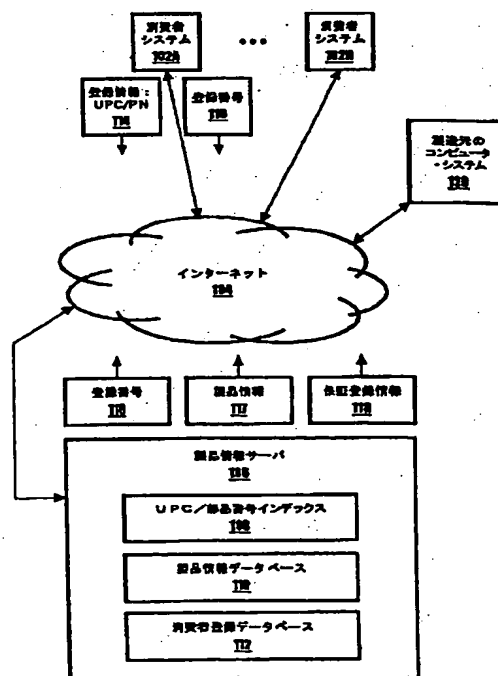 消費者
システム
102A
•••
消費者
システム
登録情報：
UPC/PN
114
登録番号
製造元の
コンピュータ
・システム
インターネット
104
登録番号
製品情報
117
保証登録情報
製品情報サーバ
UPC／部品番号インデックス
製品情報データベース
110
消費者登録データベース
112